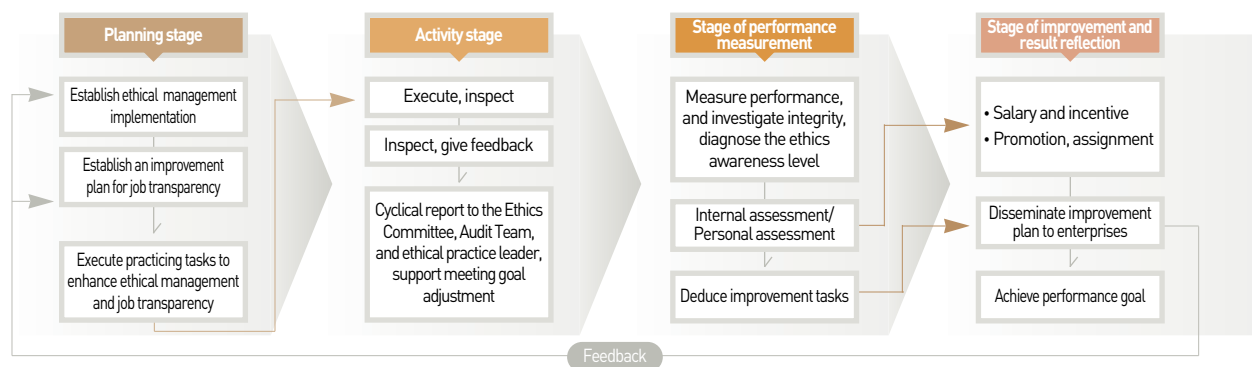 Planning stage
Establish ethical management
implementation
Establish an improvement
plan for job transparency
Execute practicing tasks to
enhance ethical management
and job transparency
Activity stage
Execute, inspect
Inspect, give feedback
Cyclical report to the Ethics
Committee, Audit Team,
and ethical practice leader,
support meeting goal
adjustment
Stage of performance
measurement
Measure performance,
and investigate integrity,
diagnose the ethics
awareness level
Internal assessment/
Personal assessment
Deduce improvement tasks
Stage of improvement and
result reflection
• Salary and incentive
• Promotion, assignment
Disseminate improvement
plan to enterprises
Achieve performance goal
Feedback